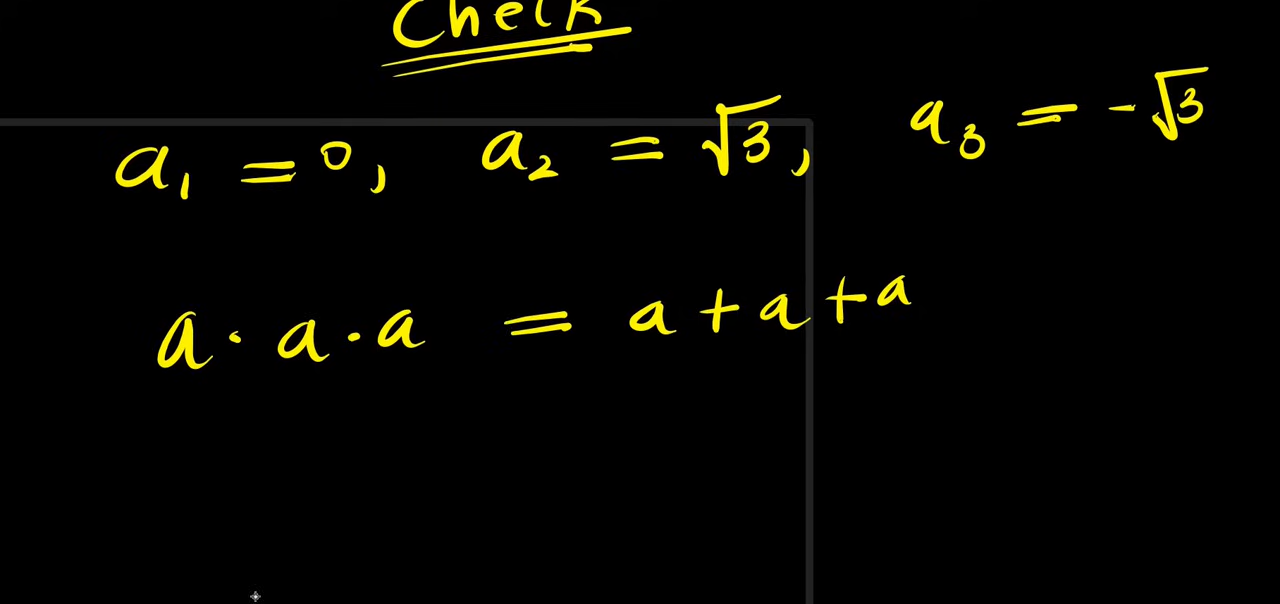 Check
a₁ = 0, a₂ = √3, a₃ = -√3
a · a · a = a + a + a